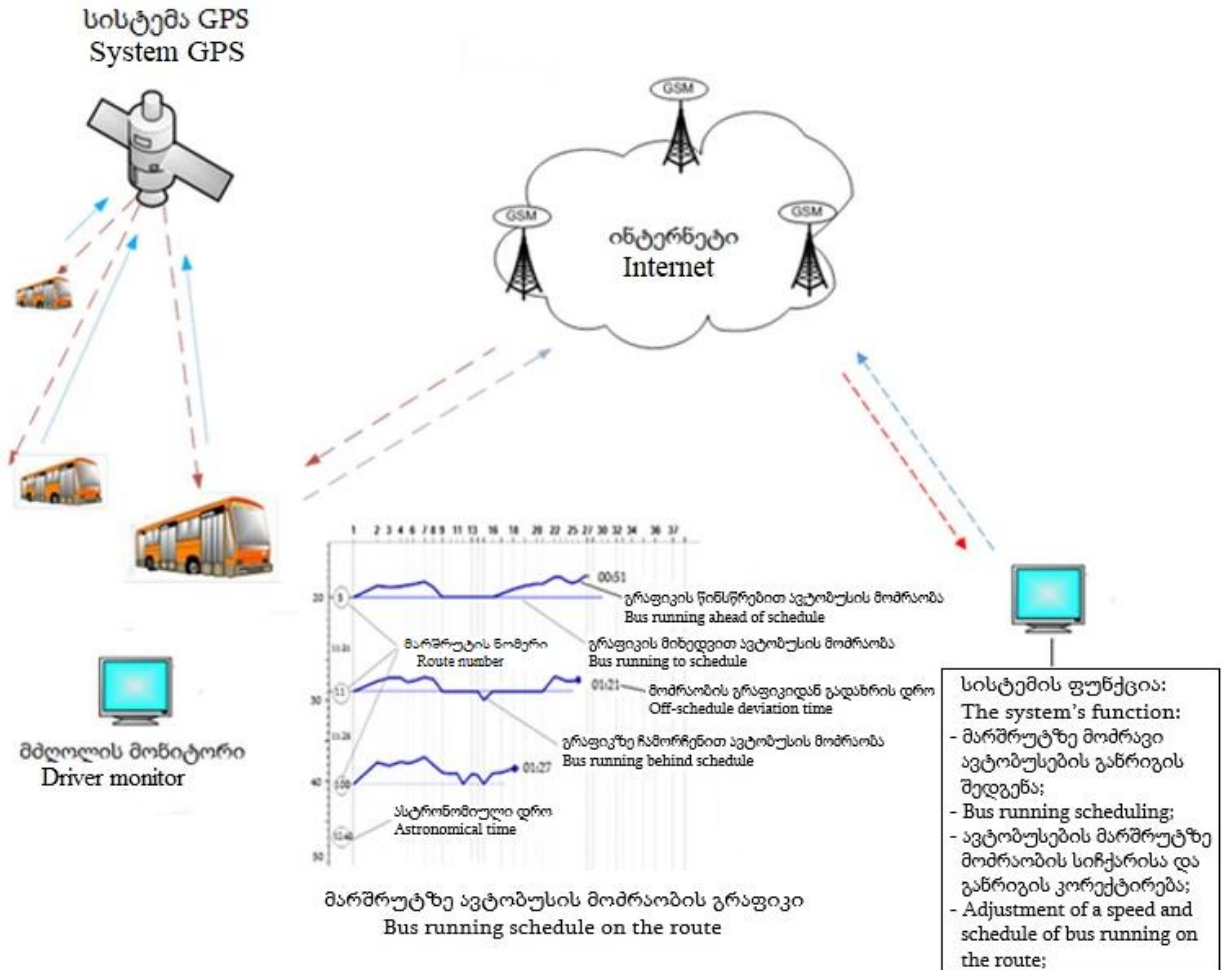 სისტემა GPS
System GPS
GSM
GSM
GSM
ინტერნეტი
Internet
1 2 3 4 6 7 8 9 11 13 16 18 20 22 25 27 30 32 34 36 37
00:51
20
გრაფიკის წინსწრებით ავტობუსის მოძრაობა
Bus running ahead of schedule
მარშრუტის ნომერი
Route number
გრაფიკის მიხედვით ავტობუსის მოძრაობა
Bus running to schedule
11
01:21
30
მოძრაობის გრაფიკიდან გადახრის დრო
Off-schedule deviation time
გრაფიკზე ჩამორჩენით ავტობუსის მოძრაობა
Bus running behind schedule
01:27
40
ასტრონომიული დრო
Astronomical time
50
მძღოლის მონიტორი
Driver monitor
მარშრუტზე ავტობუსის მოძრაობის გრაფიკი
Bus running schedule on the route
სისტემის ფუნქცია:
The system's function:
- მარშრუტზე მოძრავი
ავტობუსების განრიგის
შედგენა;
- Bus running scheduling;
- ავტობუსების მარშრუტზე
მოძრაობის სიჩქარისა და
განრიგის კორექტირება;
- Adjustment of a speed and
schedule of bus running on
the route;